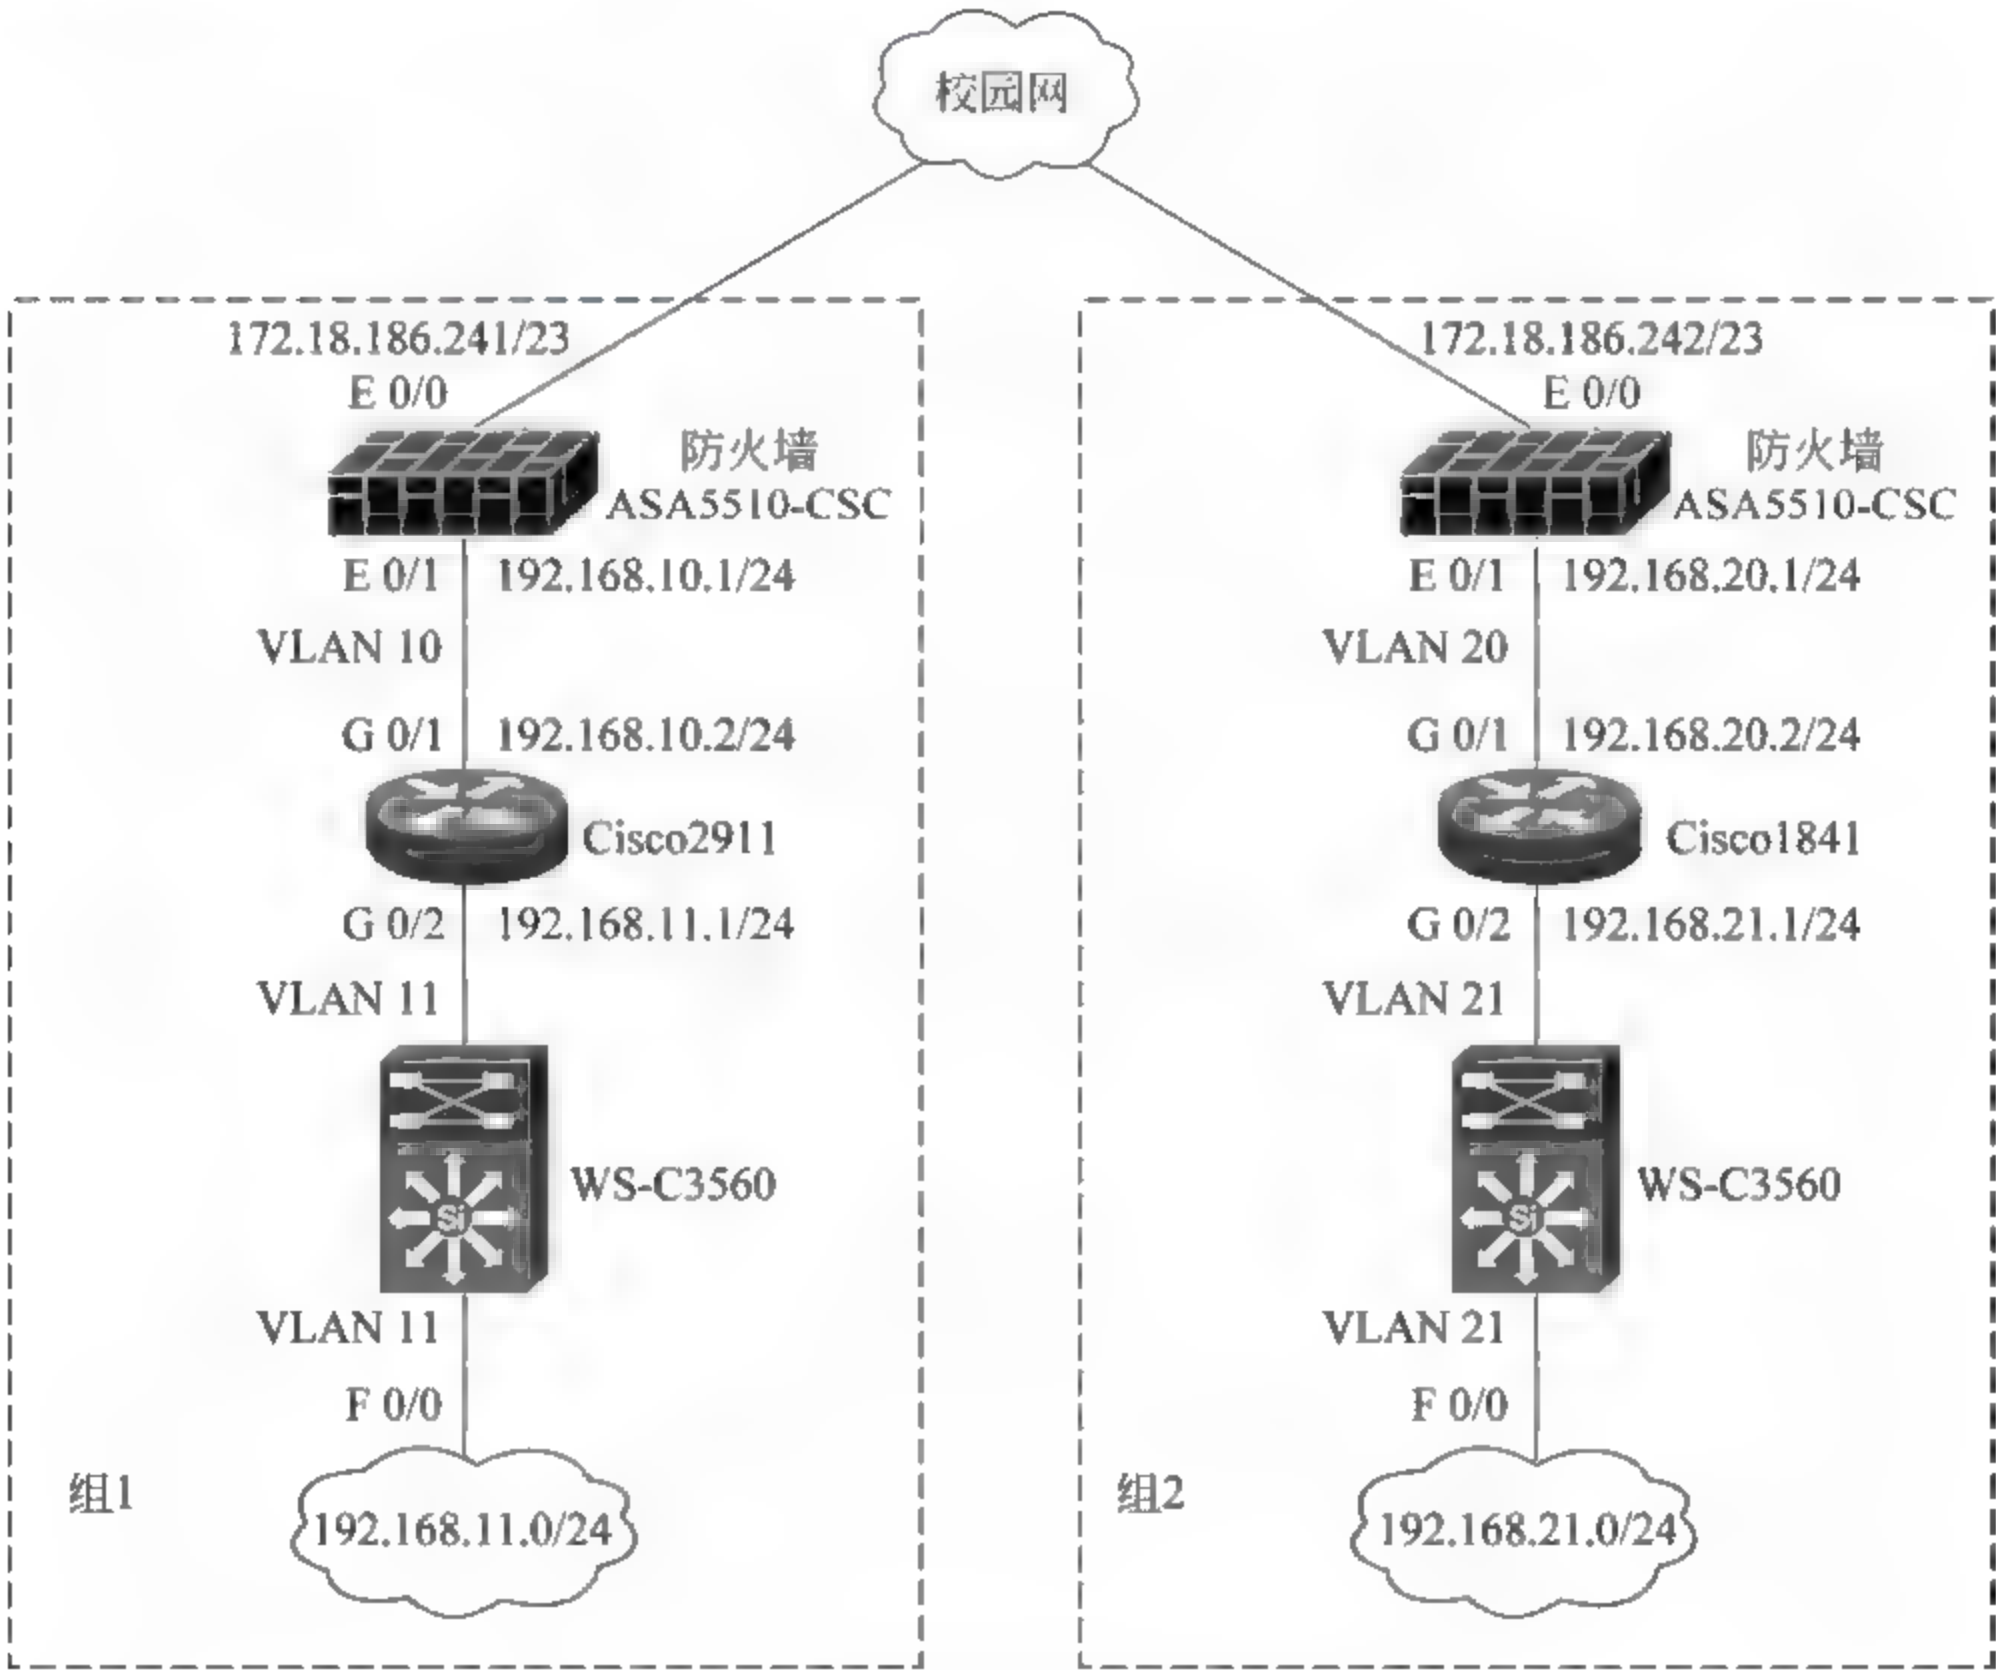 校园网
172.18.186.241/23
E 0/0
防火墙
ASA5510-CSC
E 0/1 192.168.10.1/24
VLAN 10
G 0/1 192.168.10.2/24
Cisco2911
G 0/2 192.168.11.1/24
VLAN 11
Si
WS-C3560
VLAN 11
F 0/0
组1
192.168.11.0/24
172.18.186.242/23
E 0/0
防火墙
ASA5510-CSC
E 0/1 192.168.20.1/24
VLAN 20
G 0/1 192.168.20.2/24
Cisco1841
G 0/2 192.168.21.1/24
VLAN 21
Si
WS-C3560
VLAN 21
F 0/0
组2
192.168.21.0/24